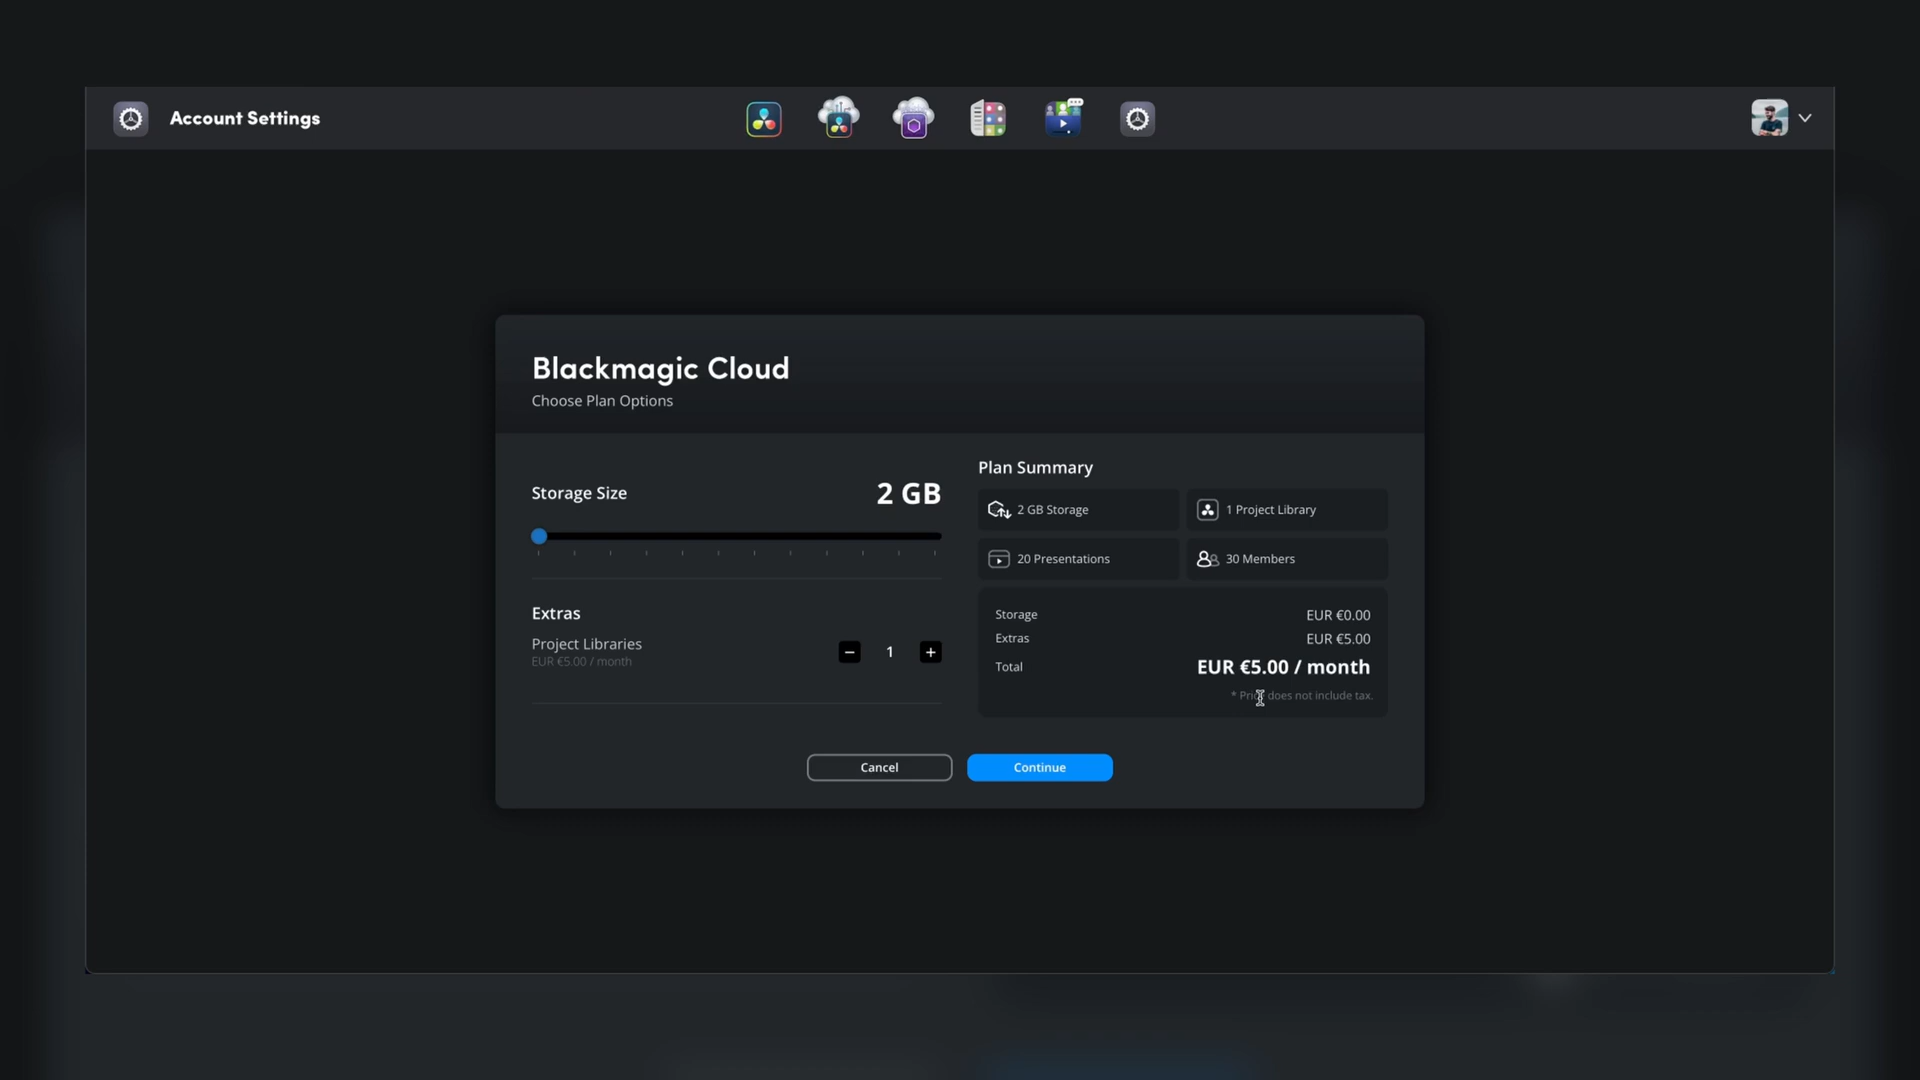 Account Settings
Blackmagic Cloud
Choose Plan Options
Storage Size
2 GB
Extras
Project Libraries
EUR €5.00 / month
1
Plan Summary
2 GB Storage
1 Project Library
20 Presentations
30 Members
Storage EUR €0.00
Extras EUR €5.00
Total EUR €5.00 / month
* Price does not include tax.
Cancel
Continue